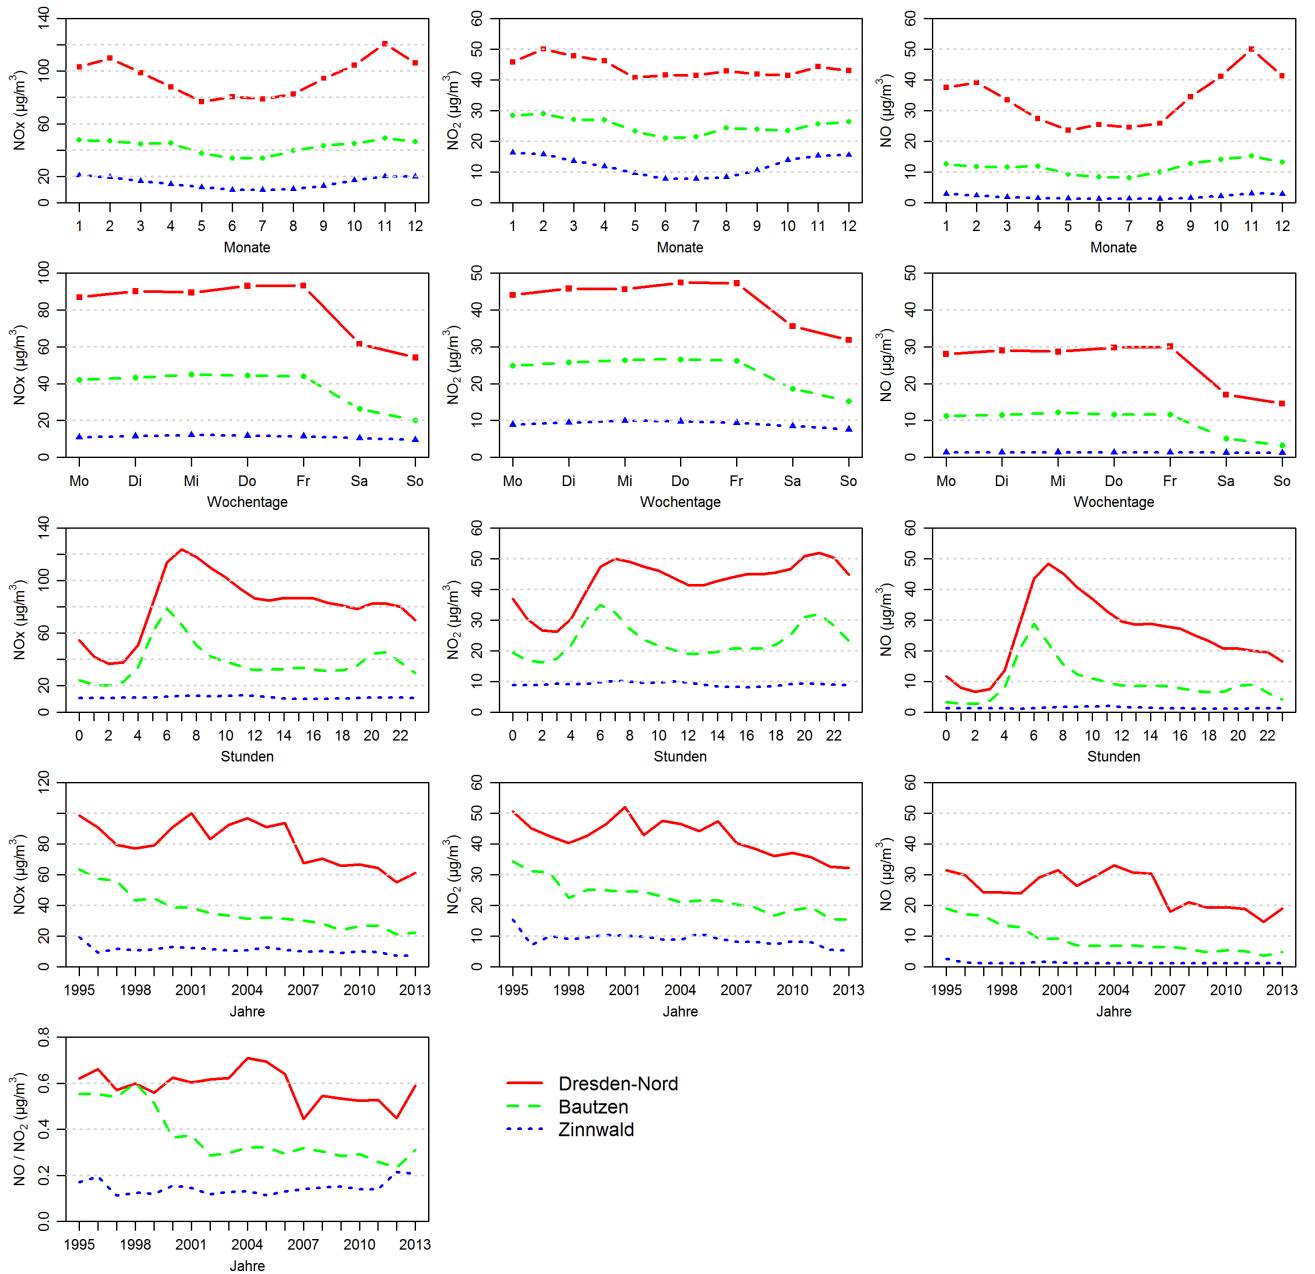 NOx (µg/m³)
0 20 60 100 140
1 2 3 4 5 6 7 8 9 10 11 12
Monate
NO₂ (µg/m³)
0 10 20 30 40 50 60
1 2 3 4 5 6 7 8 9 10 11 12
Monate
NO (µg/m³)
0 10 20 30 40 50 60
1 2 3 4 5 6 7 8 9 10 11 12
Monate
NOx (µg/m³)
0 20 40 60 80 100
Mo Di Mi Do Fr Sa So
Wochentage
NO₂ (µg/m³)
0 10 20 30 40 50
Mo Di Mi Do Fr Sa So
Wochentage
NO (µg/m³)
0 10 20 30 40 50
Mo Di Mi Do Fr Sa So
Wochentage
NOx (µg/m³)
0 20 60 100 140
0 2 4 6 8 10 12 14 16 18 20 22
Stunden
NO₂ (µg/m³)
0 10 20 30 40 50 60
0 2 4 6 8 10 12 14 16 18 20 22
Stunden
NO (µg/m³)
0 10 20 30 40 50 60
0 2 4 6 8 10 12 14 16 18 20 22
Stunden
NOx (µg/m³)
0 20 40 60 80 120
1995 1998 2001 2004 2007 2010 2013
Jahre
NO₂ (µg/m³)
0 10 20 30 40 50 60
1995 1998 2001 2004 2007 2010 2013
Jahre
NO (µg/m³)
0 10 20 30 40 50 60
1995 1998 2001 2004 2007 2010 2013
Jahre
NO / NO₂ (µg/m³)
0.0 0.2 0.4 0.6 0.8
1995 1998 2001 2004 2007 2010 2013
Jahre
Dresden-Nord
Bautzen
Zinnwald